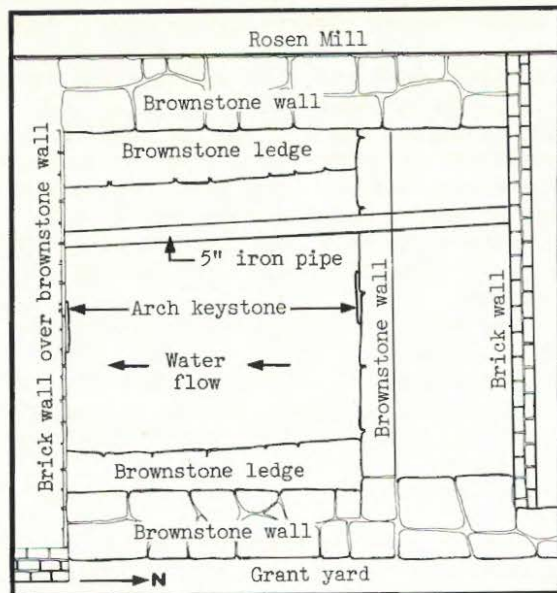 Rosen Mill
Brownstone wall
Brownstone ledge
Brick wall over brownstone wall
5" iron pipe
Arch keystone
Brownstone wall
Brick wall
Water
flow
Brownstone ledge
Brownstone wall
N
Grant yard